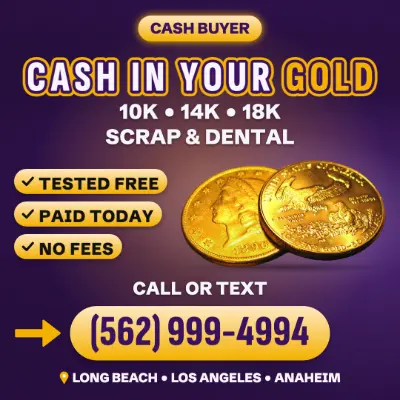 CASH BUYER
CASH IN YOUR GOLD
10K • 14K • 18K
SCRAP & DENTAL
✓ TESTED FREE
✓ PAID TODAY
✓ NO FEES
CALL OR TEXT
(562) 999-4994
LONG BEACH • LOS ANGELES • ANAHEIM